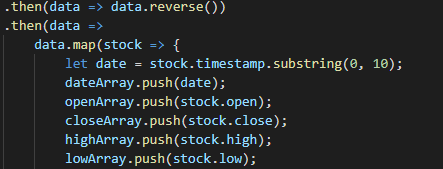 .then(data => data.reverse())
.then(data =>
    data.map(stock => {
        let date = stock.timestamp.substring(0, 10);
        dateArray.push(date);
        openArray.push(stock.open);
        closeArray.push(stock.close);
        highArray.push(stock.high);
        lowArray.push(stock.low);